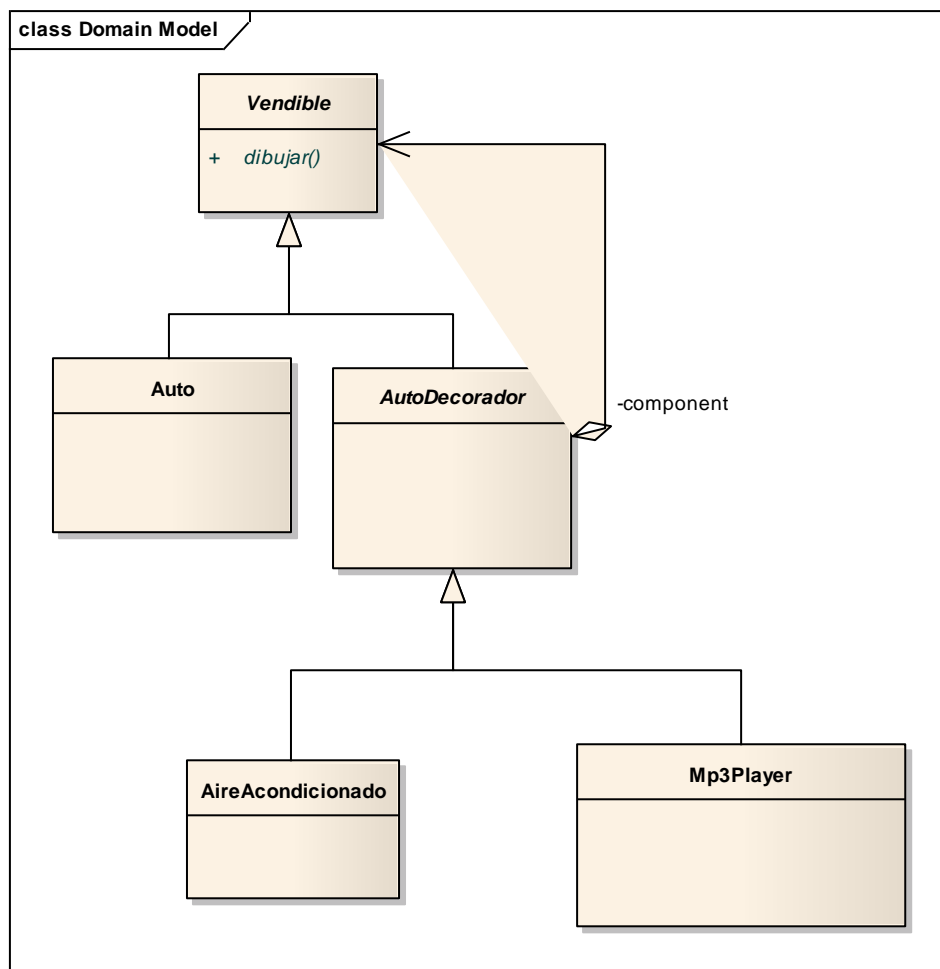 class Domain Model
Vendible
+ dibujar()
Auto
AutoDecorador
-component
AireAcondicionado
Mp3Player